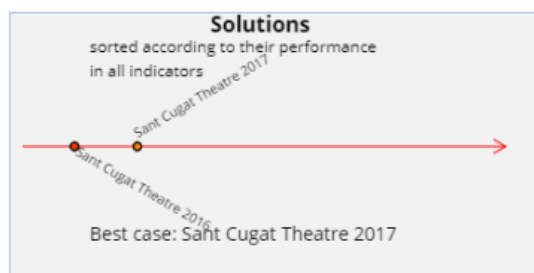 Solutions
sorted according to their performance
in all indicators
Sant Cugat Theatre 2017
Sant Cugat Theatre 2016
Best case: Sant Cugat Theatre 2017